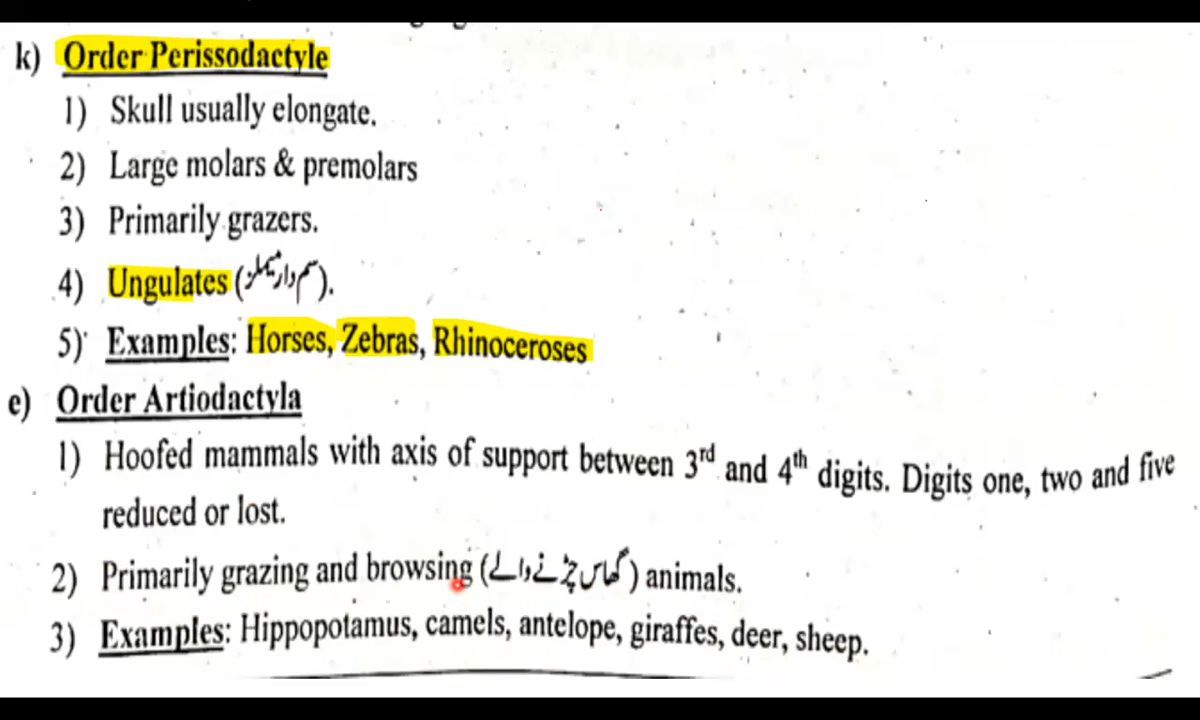 k) Order Perissodactyle
1) Skull usually elongate.
2) Large molars & premolars
3) Primarily grazers.
4) Ungulates ().
5) Examples: Horses, Zebras, Rhinoceroses
e) Order Artiodactyla
1) Hoofed mammals with axis of support between 3rd and 4th digits. Digits one, two and five
reduced or lost.
2) Primarily grazing and browsing (گھاس چرنے والے) animals.
3) Examples: Hippopotamus, camels, antelope, giraffes, deer, sheep.